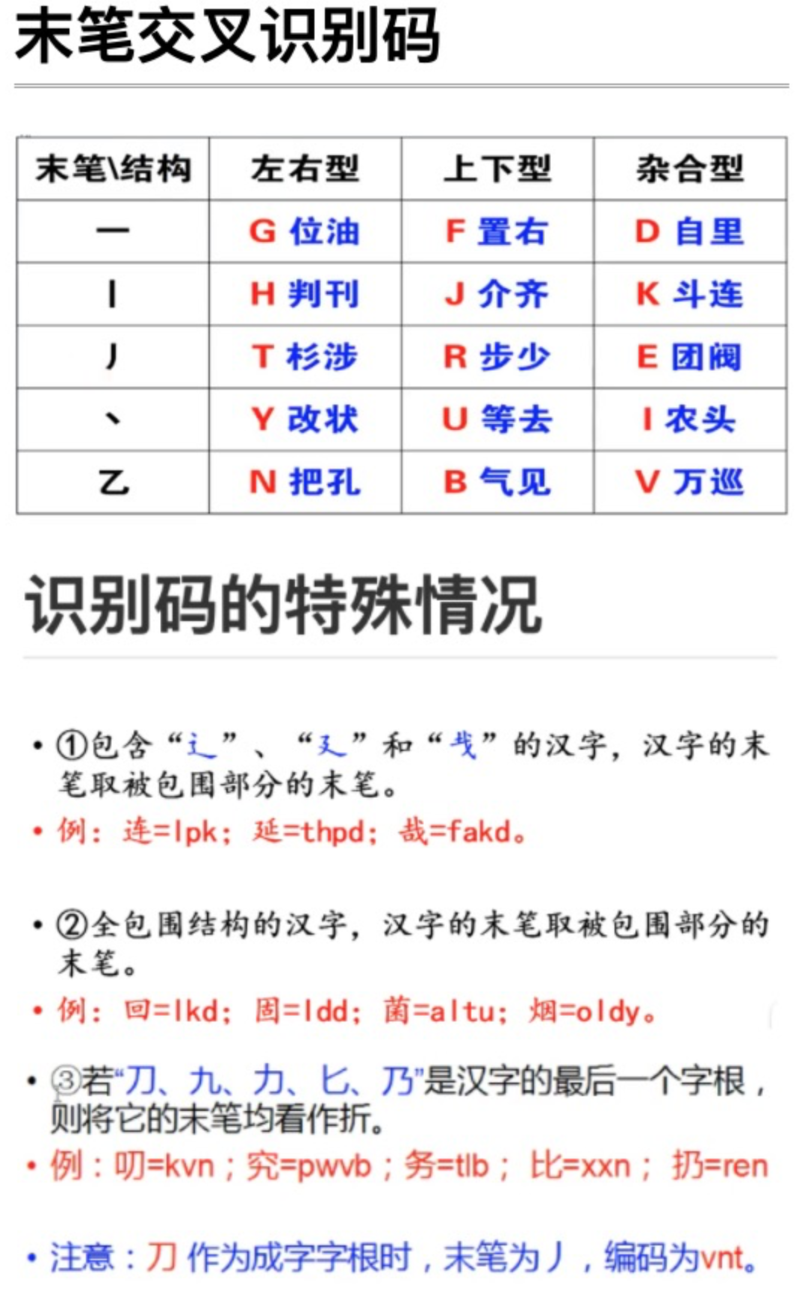 末笔交叉识别码
末笔\结构 左右型 上下型 杂合型
一 G 位油 F 置右 D 自里
丨 H 判刊 J 介齐 K 斗连
丿 T 杉涉 R 步少 E 团阀
丶 Y 改状 U 等去 I 农头
乙 N 把孔 B 气见 V 万巡
识别码的特殊情况
• ①包含“辶”、“廴”和“𢦏”的汉字，汉字的末
笔取被包围部分的末笔。
• 例：连=lpk；延=thpd；哉=fakd。
• ②全包围结构的汉字，汉字的末笔取被包围部分的
末笔。
• 例：回=lkd；固=ldd；菌=altu；烟=oldy。
• ③若“刀、九、力、匕、乃”是汉字的最后一个字根，
则将它的末笔均看作折。
• 例：叨=kvn；究=pwvb；务=tlb； 比=xxn； 扔=ren
• 注意：刀 作为成字字根时，末笔为丿，编码为vnt。